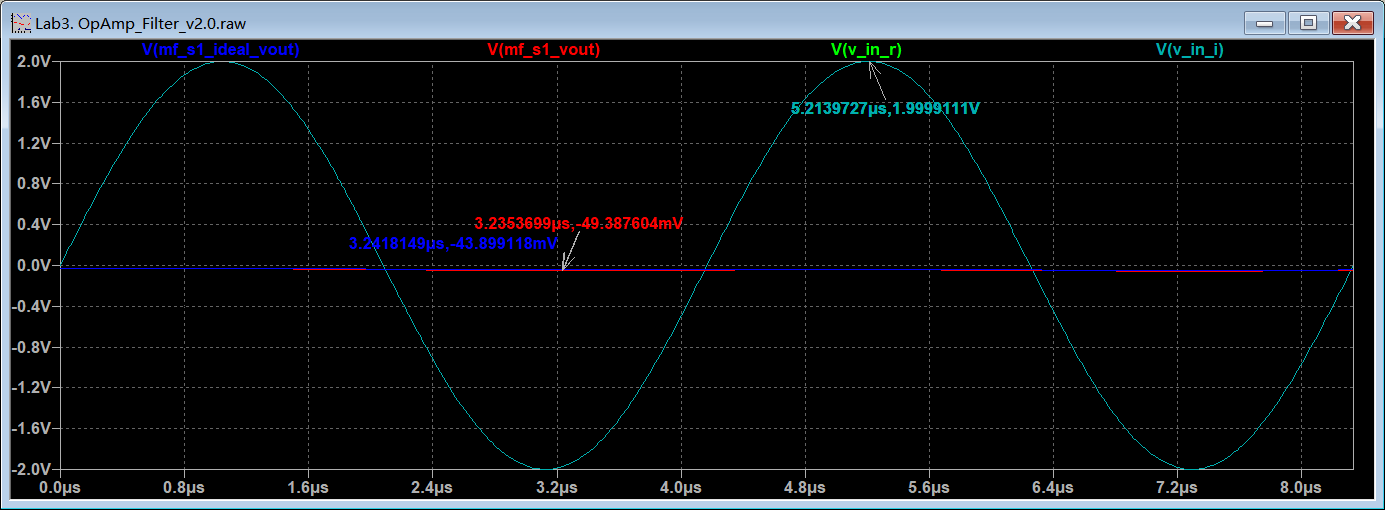 Lab3. OpAmp_Filter_v2.0.raw
V(mf_s1_ideal_vout) V(mf_s1_vout) V(v_in_r) V(v_in_i)
2.0V
1.6V
5.2139727µs,1.9999111V
1.2V
0.8V
0.4V
3.2353699µs,-49.387604mV
3.2418149µs,-43.899118mV
0.0V
-0.4V
-0.8V
-1.2V
-1.6V
-2.0V
0.0µs 0.8µs 1.6µs 2.4µs 3.2µs 4.0µs 4.8µs 5.6µs 6.4µs 7.2µs 8.0µs